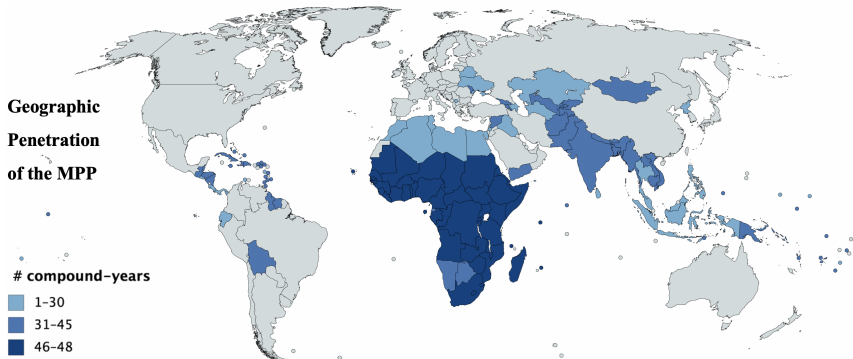 Geographic
Penetration
of the MPP
# compound-years
1–30
31–45
46–48